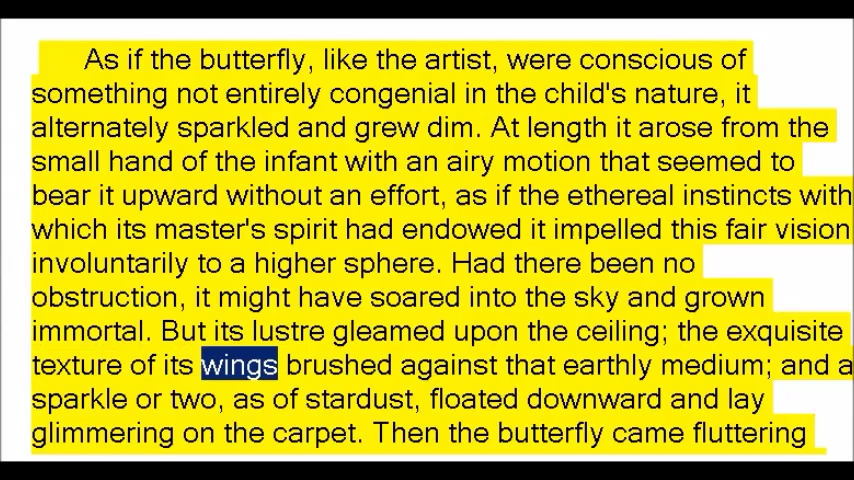 As if the butterfly, like the artist, were conscious of
something not entirely congenial in the child's nature, it
alternately sparkled and grew dim. At length it arose from the
small hand of the infant with an airy motion that seemed to
bear it upward without an effort, as if the ethereal instincts with
which its master's spirit had endowed it impelled this fair vision
involuntarily to a higher sphere. Had there been no
obstruction, it might have soared into the sky and grown
immortal. But its lustre gleamed upon the ceiling; the exquisite
texture of its wings brushed against that earthly medium; and a
sparkle or two, as of stardust, floated downward and lay
glimmering on the carpet. Then the butterfly came fluttering